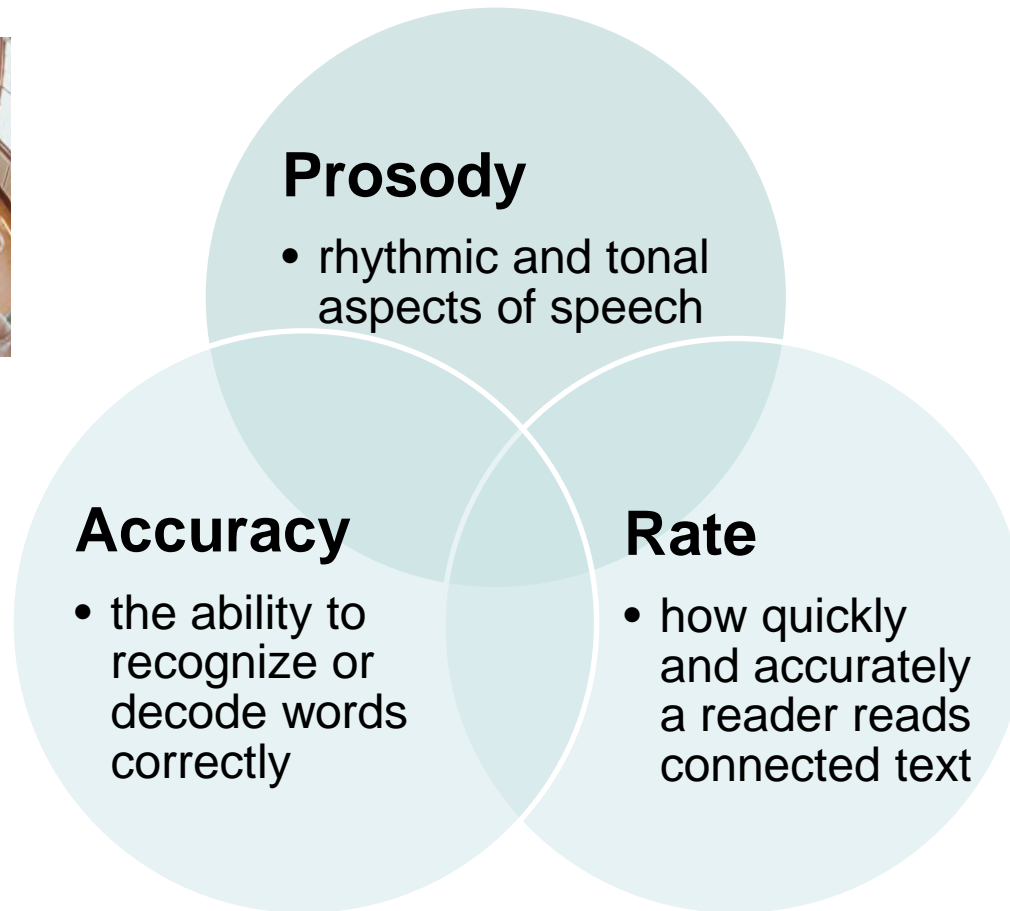 Prosody
• rhythmic and tonal
aspects of speech
Accuracy
• the ability to
recognize or
decode words
correctly
Rate
• how quickly
and accurately
a reader reads
connected text